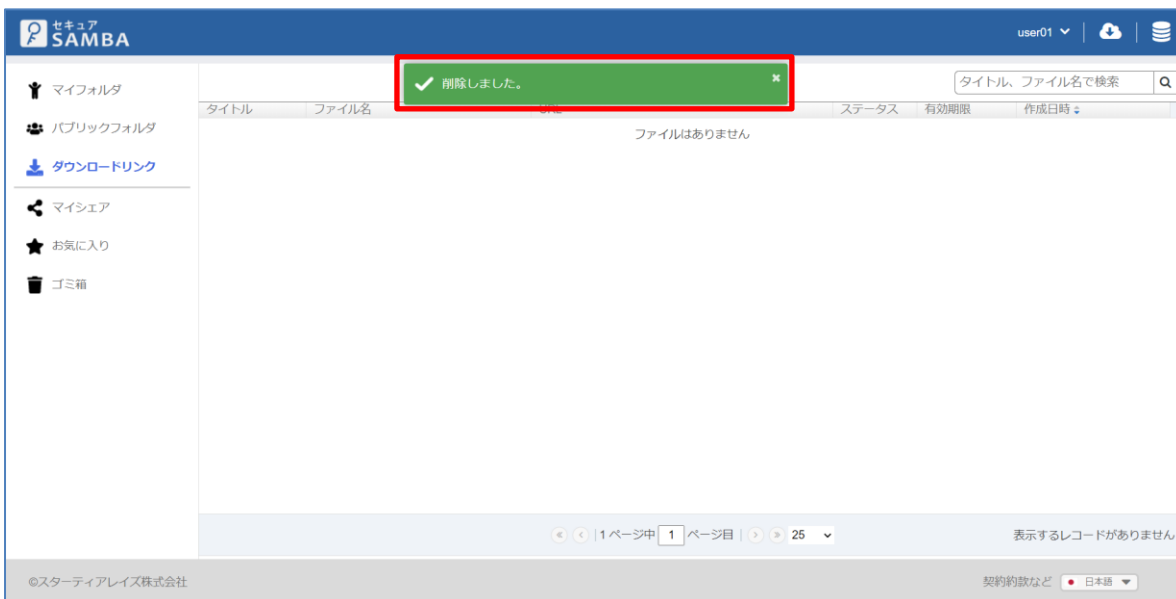 セキュア
SAMBA
user01
削除しました。
タイトル、ファイル名で検索
マイフォルダ
パブリックフォルダ
ダウンロードリンク
マイシェア
お気に入り
ゴミ箱
タイトル ファイル名 URL ステータス 有効期限 作成日時
ファイルはありません
1 ページ中 1 ページ目 25
表示するレコードがありません
©スターティアレイズ株式会社
契約約款など 日本語